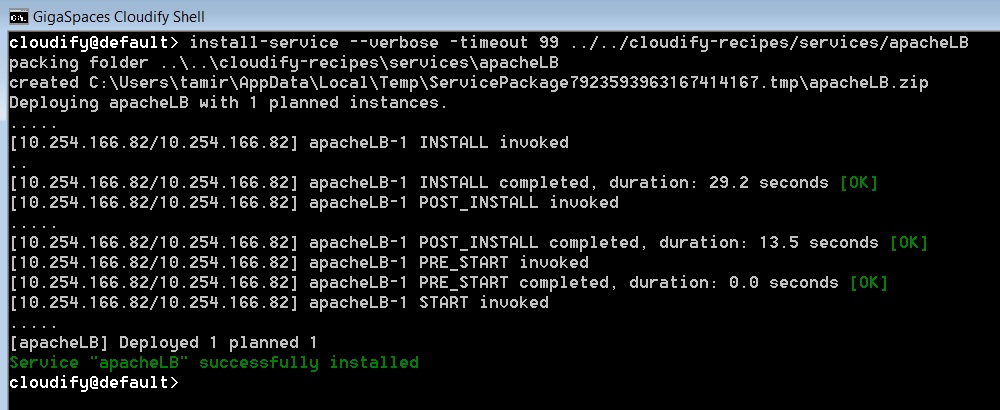 GigaSpaces Cloudify Shell
cloudify@default> install-service --verbose -timeout 99 ../../cloudify-recipes/services/apacheLB
packing folder ..\..\cloudify-recipes\services\apacheLB
created C:\Users\tamir\AppData\Local\Temp\ServicePackage7923593963167414167.tmp\apacheLB.zip
Deploying apacheLB with 1 planned instances.
.....
[10.254.166.82/10.254.166.82] apacheLB-1 INSTALL invoked
..
[10.254.166.82/10.254.166.82] apacheLB-1 INSTALL completed, duration: 29.2 seconds [OK]
[10.254.166.82/10.254.166.82] apacheLB-1 POST_INSTALL invoked
.....
[10.254.166.82/10.254.166.82] apacheLB-1 POST_INSTALL completed, duration: 13.5 seconds [OK]
[10.254.166.82/10.254.166.82] apacheLB-1 PRE_START invoked
[10.254.166.82/10.254.166.82] apacheLB-1 PRE_START completed, duration: 0.0 seconds [OK]
[10.254.166.82/10.254.166.82] apacheLB-1 START invoked
.....
[apacheLB] Deployed 1 planned 1
Service "apacheLB" successfully installed
cloudify@default>